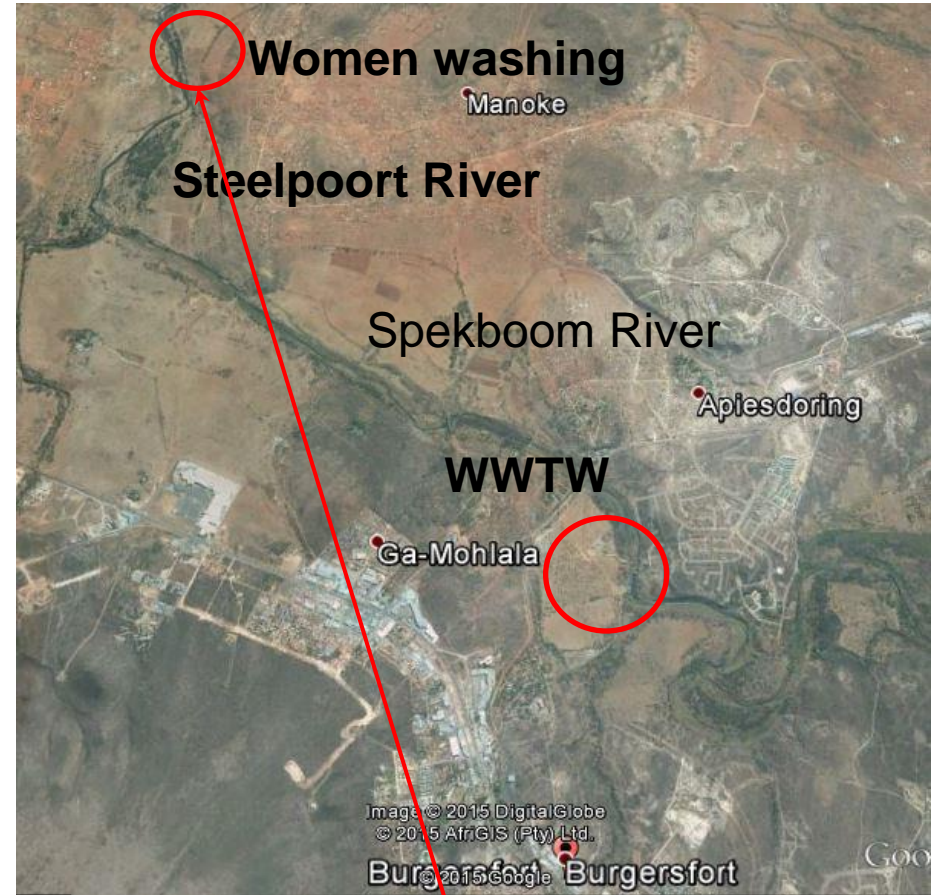 Women washing
Manoke
Steelpoort River
Spekboom River
Apiesdoring
WWTW
Ga-Mohlala
Image © 2015 DigitalGlobe
© 2015 AfriGIS (Pty) Ltd.
Burgersfort Burgersfort
© 2015 Google
Goo